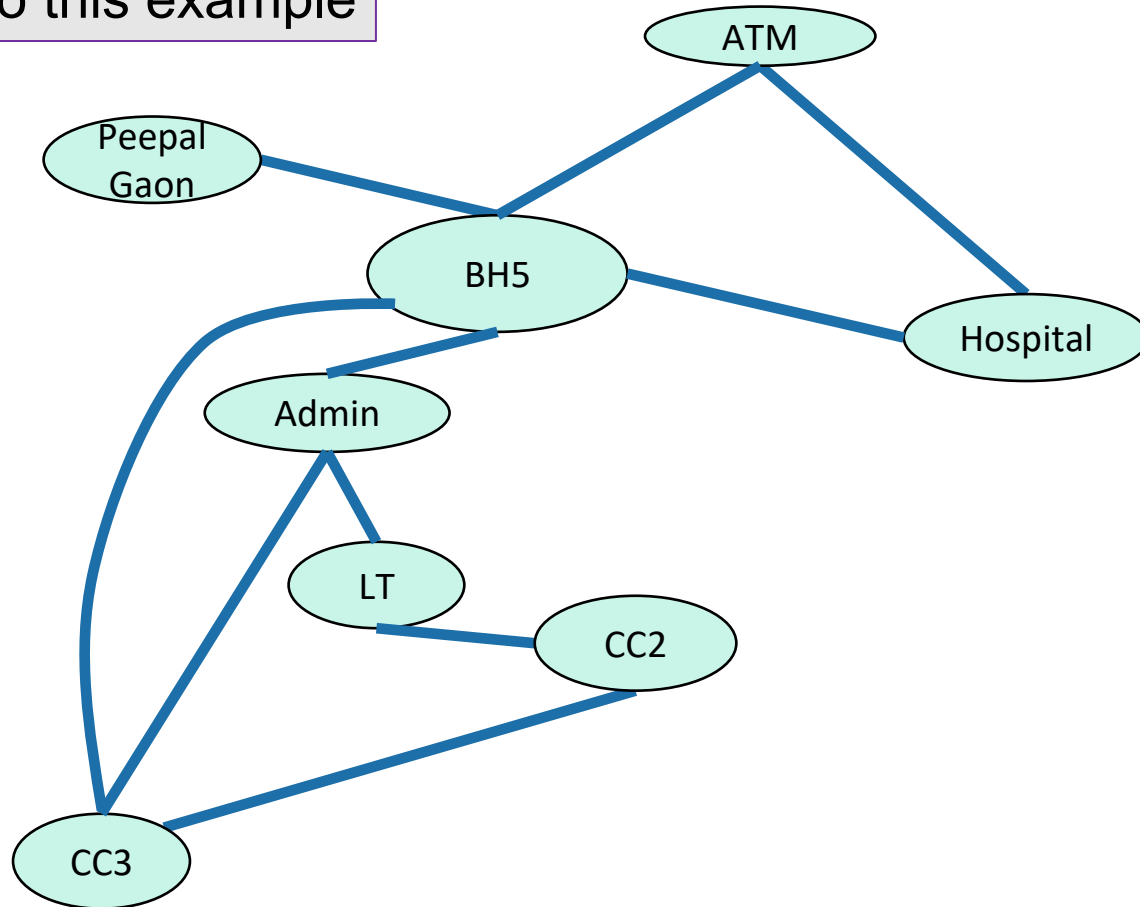 o this example
ATM
Peepal
Gaon
BH5
Hospital
Admin
LT
CC2
CC3